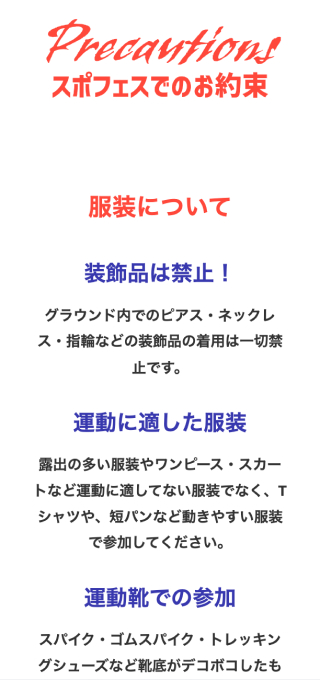 Precautions
スポフェスでのお約束
服装について
装飾品は禁止！
グラウンド内でのピアス・ネックレ
ス・指輪などの装飾品の着用は一切禁
止です。
運動に適した服装
露出の多い服装やワンピース・スカー
トなど運動に適してない服装でなく、T
シャツや、短パンなど動きやすい服装
で参加してください。
運動靴での参加
スパイク・ゴムスパイク・トレッキン
グシューズなど靴底がデコボコしたも